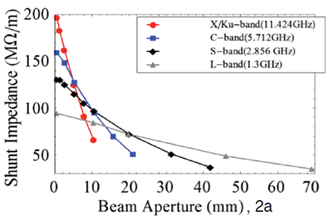 Shunt Impedance (MΩ/m)
200
150
100
50
X/Ku-band(11.424GHz)
C-band(5.712GHz)
S-band(2.856 GHz)
L-band(1.3GHz)
0 10 20 30 40 50 60 70
Beam Aperture (mm) , 2a